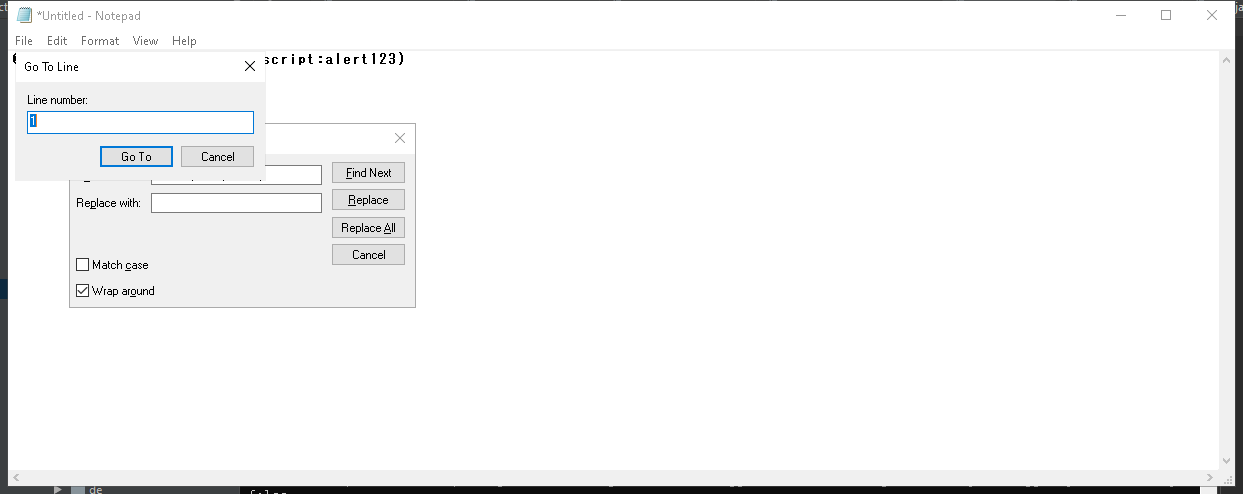 *Untitled - Notepad
File Edit Format View Help
script:alert123)
Go To Line
Line number:
1
Go To Cancel
Find Next
Replace with:
Replace
Replace All
Cancel
Match case
Wrap around
de